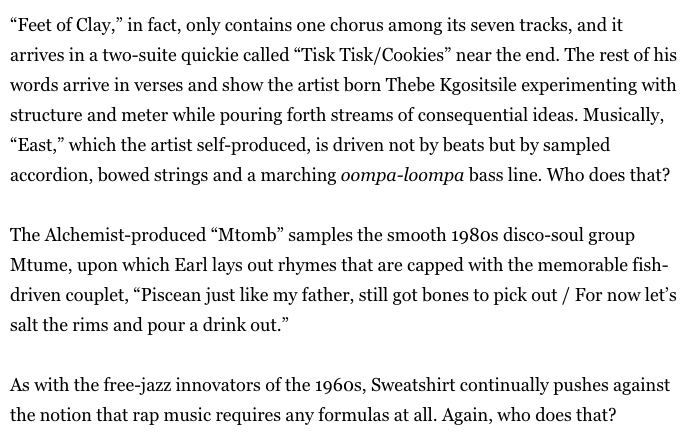 “Feet of Clay,” in fact, only contains one chorus among its seven tracks, and it
arrives in a two-suite quickie called “Tisk Tisk/Cookies” near the end. The rest of his
words arrive in verses and show the artist born Thebe Kgositsile experimenting with
structure and meter while pouring forth streams of consequential ideas. Musically,
“East,” which the artist self-produced, is driven not by beats but by sampled
accordion, bowed strings and a marching oompa-loompa bass line. Who does that?
The Alchemist-produced “Mtomb” samples the smooth 1980s disco-soul group
Mtume, upon which Earl lays out rhymes that are capped with the memorable fish-
driven couplet, “Piscean just like my father, still got bones to pick out / For now let’s
salt the rims and pour a drink out.”
As with the free-jazz innovators of the 1960s, Sweatshirt continually pushes against
the notion that rap music requires any formulas at all. Again, who does that?